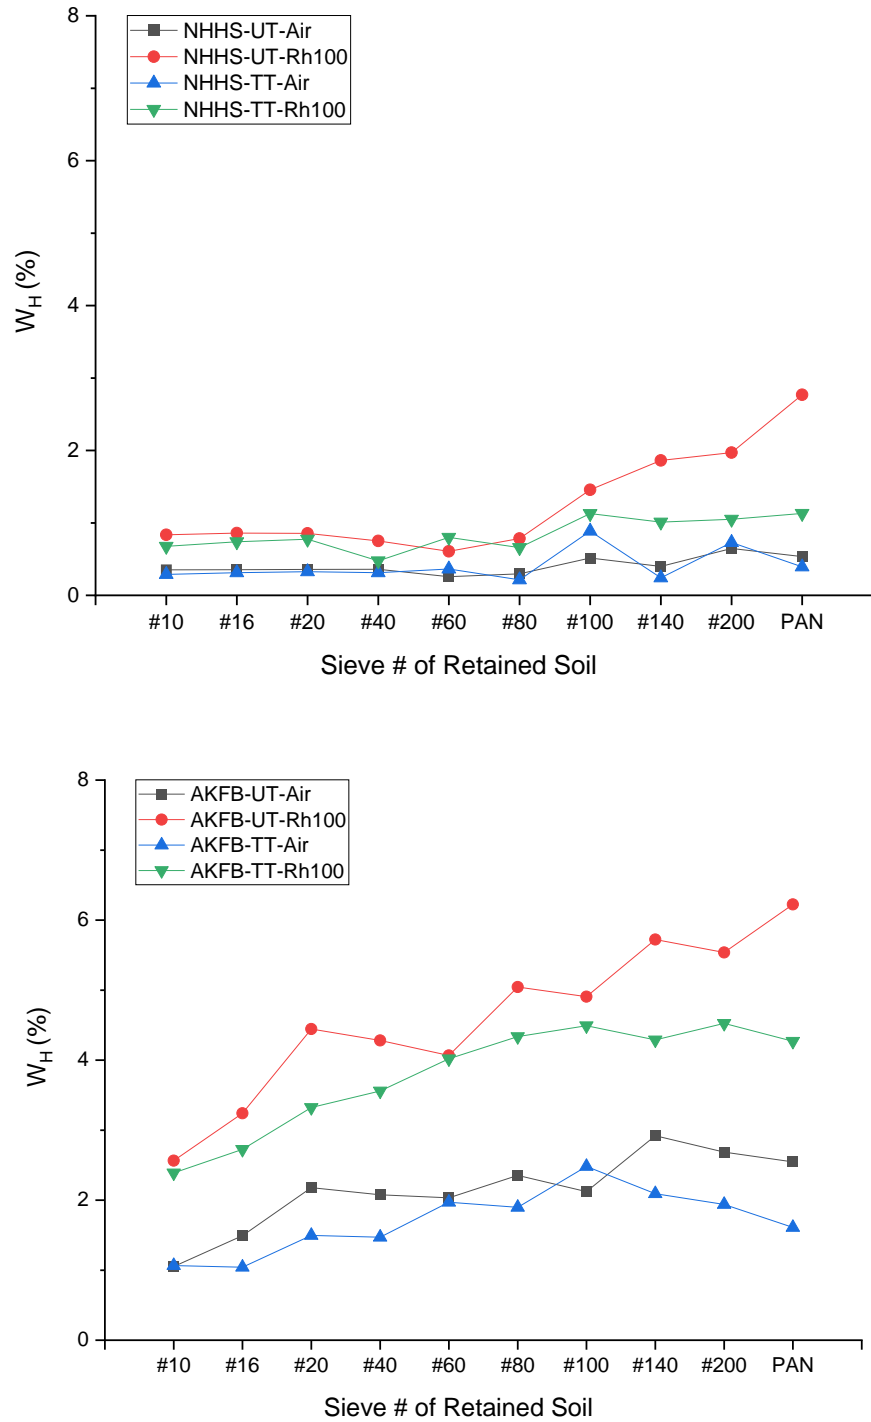 8
NHHS-UT-Air
NHHS-UT-Rh100
NHHS-TT-Air
NHHS-TT-Rh100
6
W_H (%)
4
2
0
#10 #16 #20 #40 #60 #80 #100 #140 #200 PAN
Sieve # of Retained Soil
8
AKFB-UT-Air
AKFB-UT-Rh100
AKFB-TT-Air
AKFB-TT-Rh100
6
W_H (%)
4
2
0
#10 #16 #20 #40 #60 #80 #100 #140 #200 PAN
Sieve # of Retained Soil